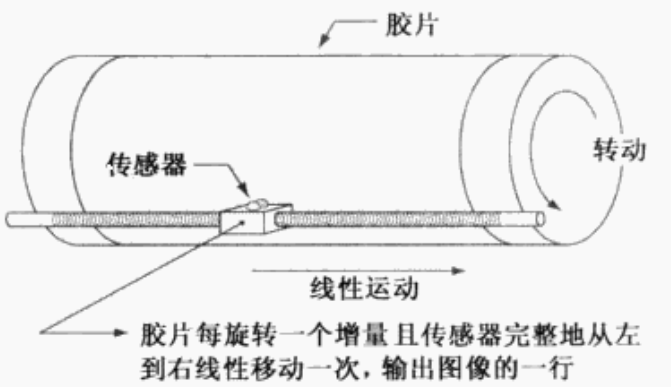 胶片
传感器
转动
线性运动
胶片每旋转一个增量且传感器完整地从左
到右线性移动一次，输出图像的一行